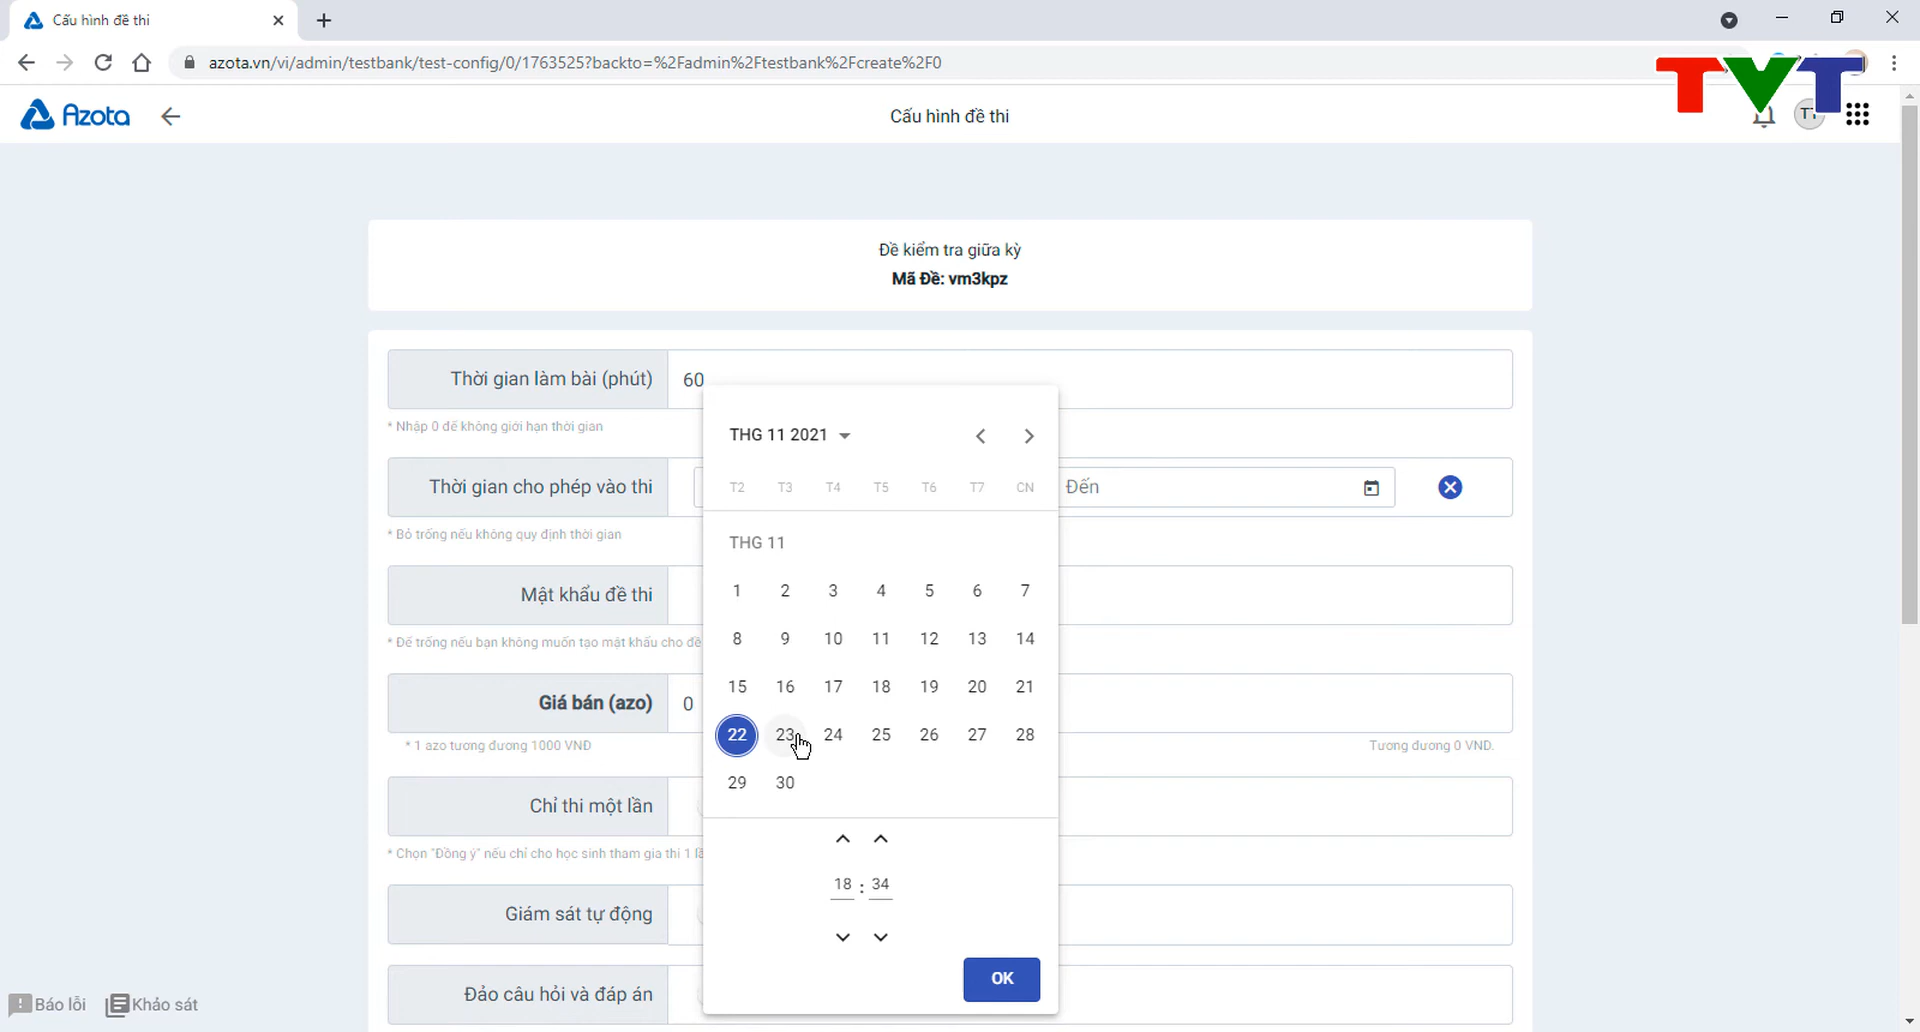 Cấu hình đề thi
azota.vn/vi/admin/testbank/test-config/0/1763525?backto=%2Fadmin%2Ftestbank%2Fcreate%2F0
TVT
Azota
Cấu hình đề thi
Đề kiểm tra giữa kỳ
Mã Đề: vm3kpz
Thời gian làm bài (phút) 60
* Nhập 0 để không giới hạn thời gian
THG 11 2021
Thời gian cho phép vào thi
T2 T3 T4 T5 T6 T7 CN
Đến
* Bỏ trống nếu không quy định thời gian
THG 11
1 2 3 4 5 6 7
Mật khẩu đề thi
8 9 10 11 12 13 14
* Để trống nếu bạn không muốn tạo mật khẩu cho đề
15 16 17 18 19 20 21
Giá bán (azo) 0
22 23 24 25 26 27 28
* 1 azo tương đương 1000 VNĐ
Tương đương 0 VND.
29 30
Chỉ thi một lần
* Chọn "Đồng ý" nếu chỉ cho học sinh tham gia thi 1
18 : 34
Giám sát tự động
OK
Đảo câu hỏi và đáp án
Báo lỗi Khảo sát